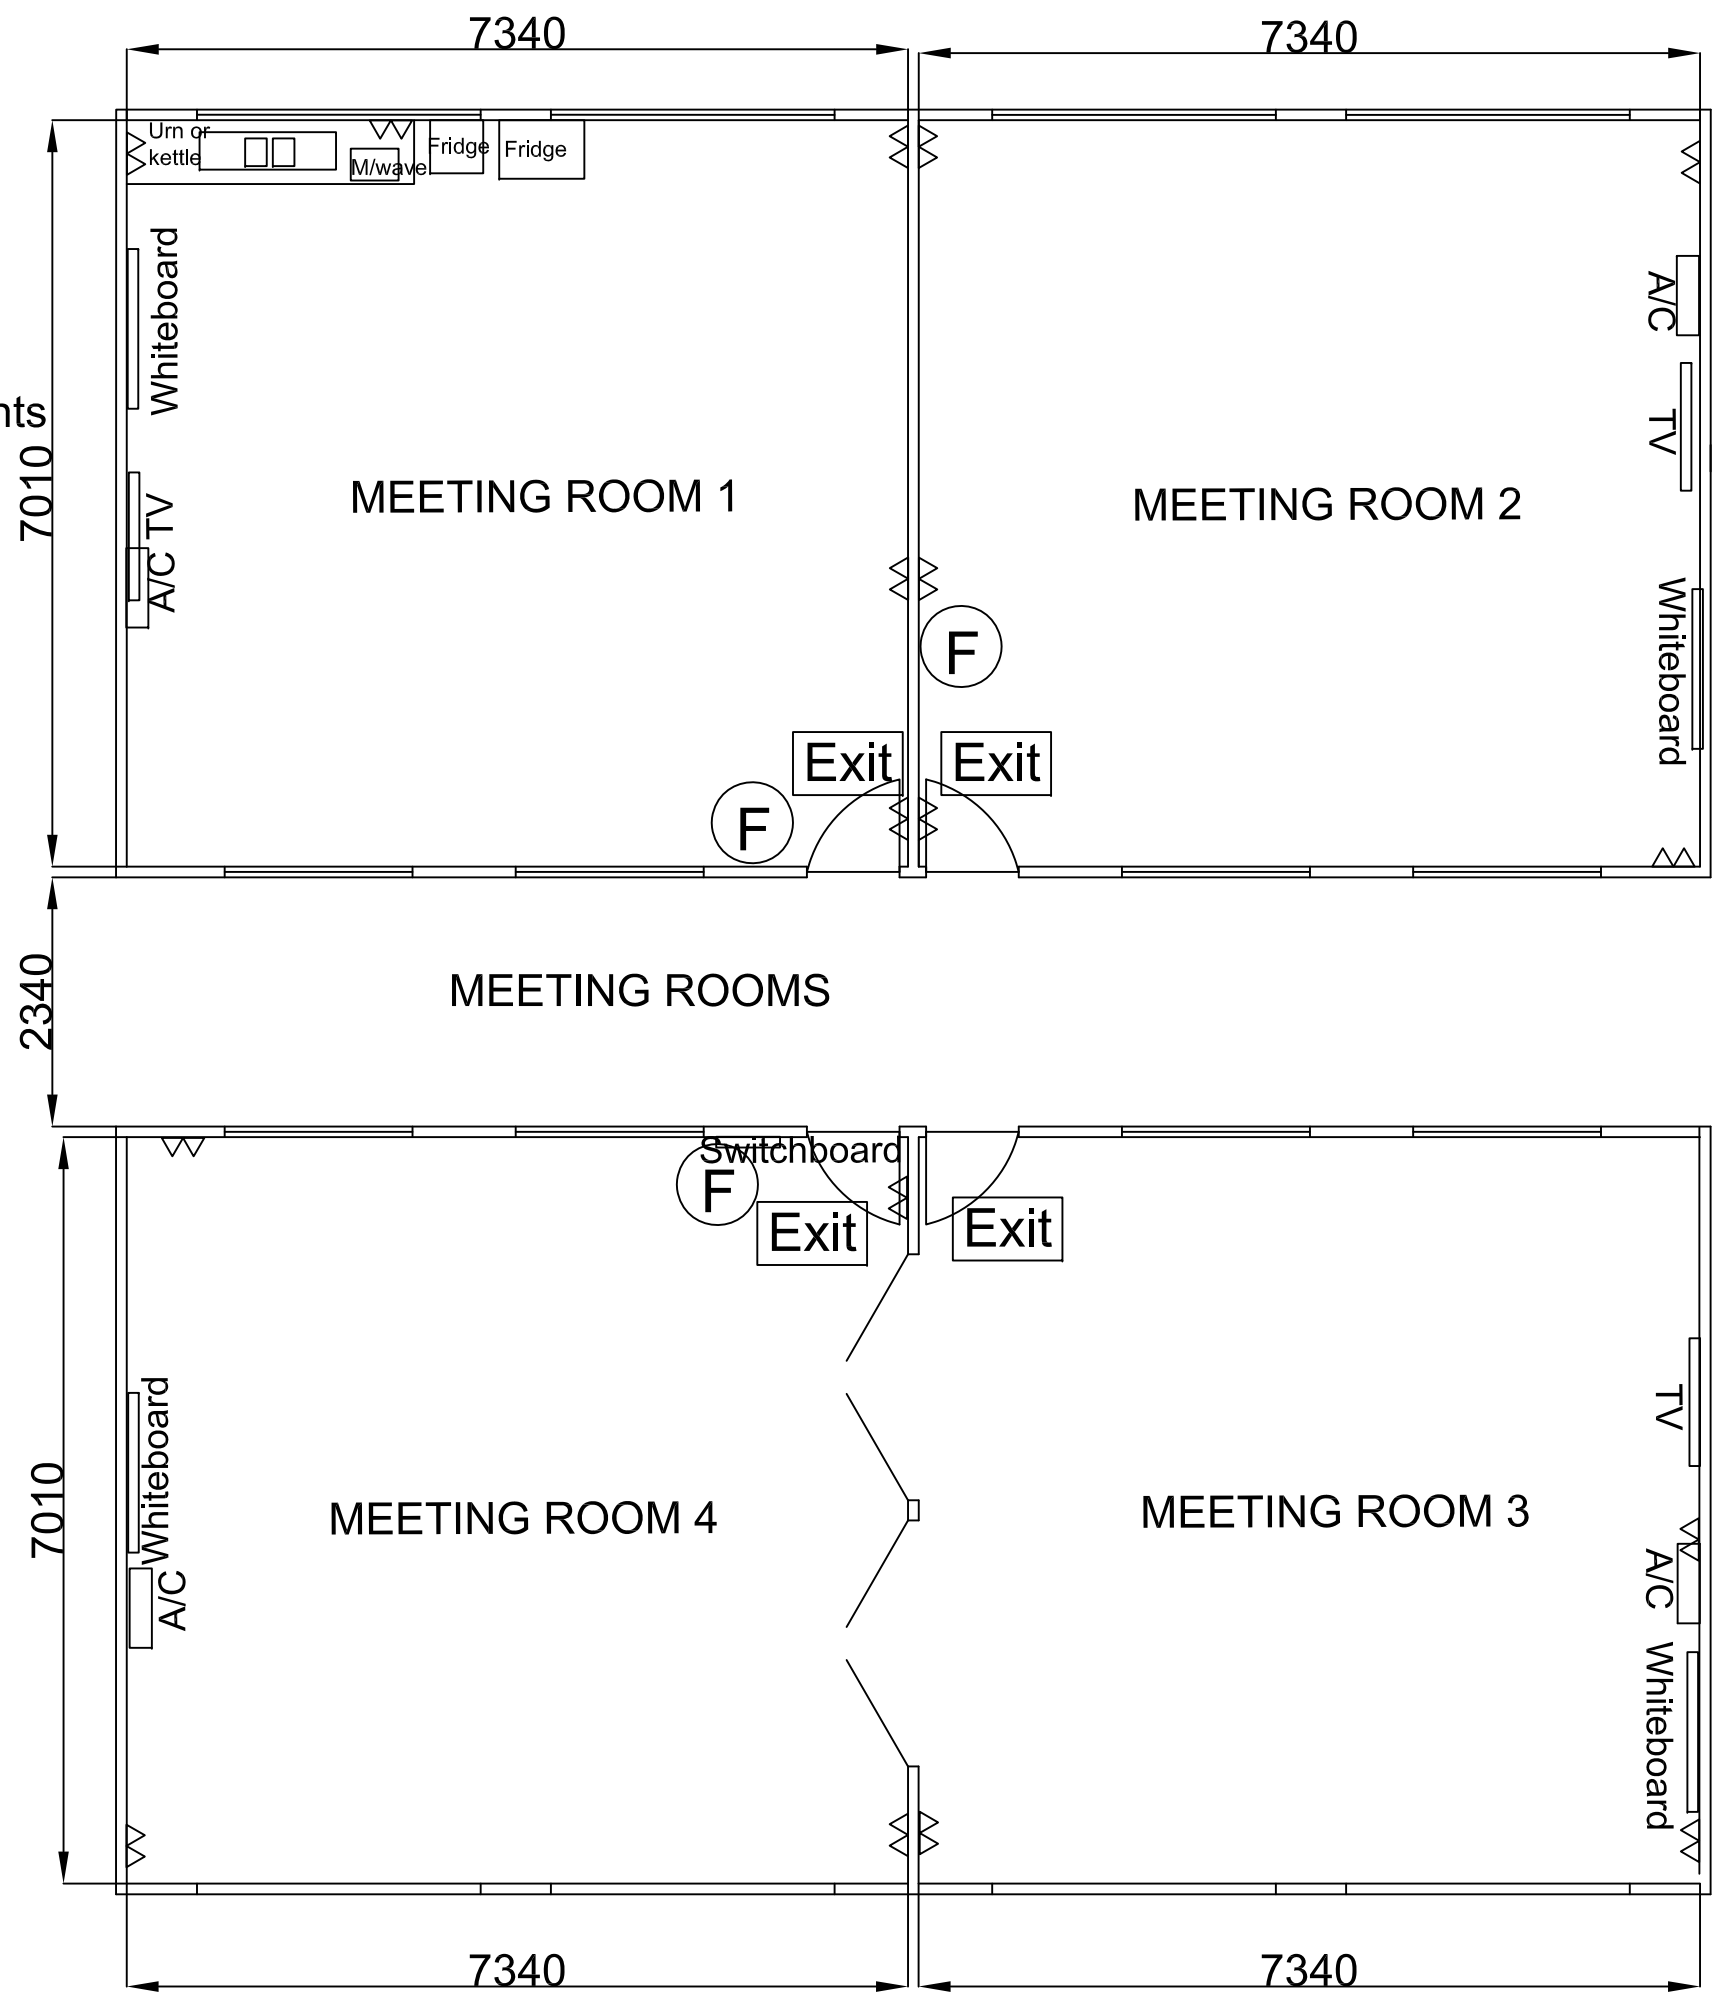 7340
7340
Urn or
kettle
M/wave
Fridge
Fridge
Whiteboard
A/C
nts
TV
7010
MEETING ROOM 1
MEETING ROOM 2
TV
A/C
F
Whiteboard
Exit
Exit
F
2340
MEETING ROOMS
Switchboard
F
Exit
Exit
Whiteboard
TV
7010
MEETING ROOM 4
MEETING ROOM 3
A/C
A/C
Whiteboard
7340
7340